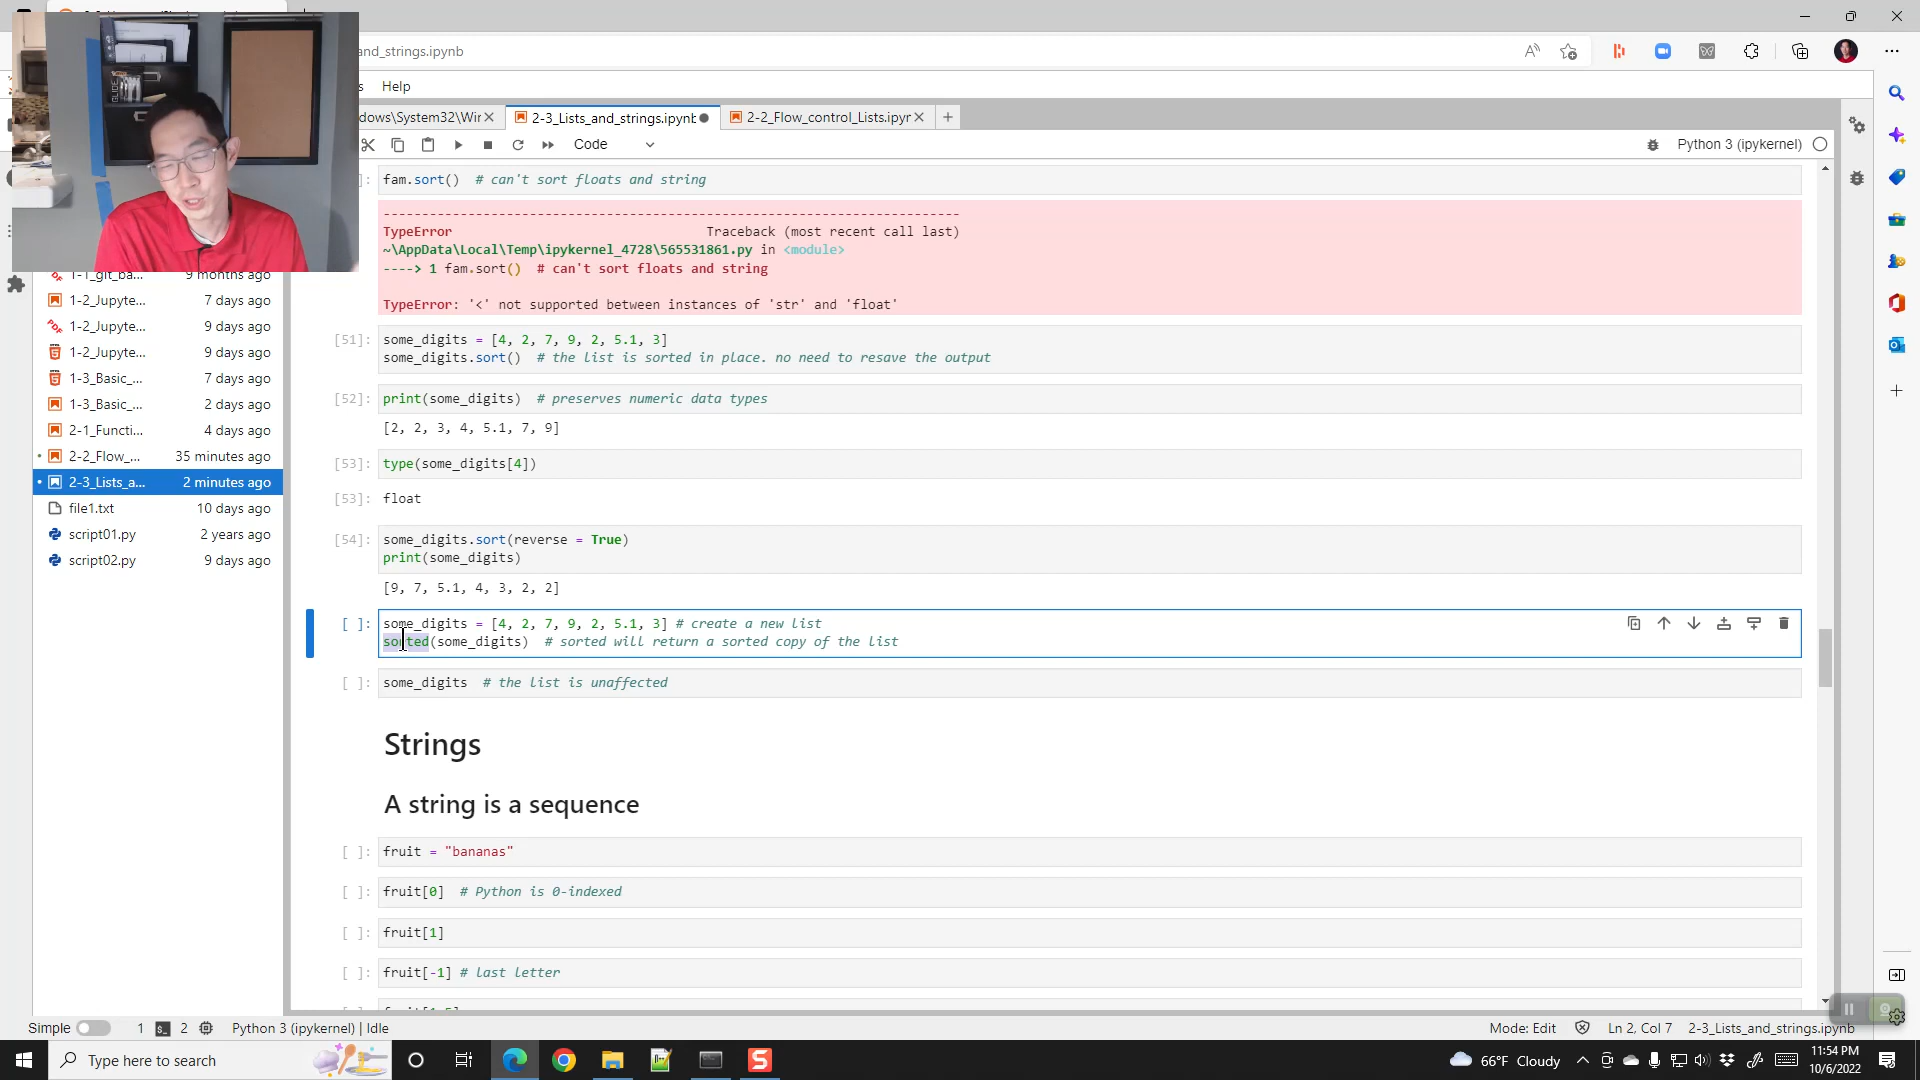 and_strings.ipynb
Help
dows\System32\Wir
2-3_Lists_and_strings.ipynb
2-2_Flow_control_Lists.ipyr
Code
Python 3 (ipykernel)
fam.sort()  # can't sort floats and string
---------------------------------------------------------------------------
TypeError                                 Traceback (most recent call last)
~\AppData\Local\Temp\ipykernel_4728\565531861.py in <module>
----> 1 fam.sort()  # can't sort floats and string
TypeError: '<' not supported between instances of 'str' and 'float'
[51]: some_digits = [4, 2, 7, 9, 2, 5.1, 3]
some_digits.sort()  # the list is sorted in place. no need to resave the output
[52]: print(some_digits)  # preserves numeric data types
[2, 2, 3, 4, 5.1, 7, 9]
[53]: type(some_digits[4])
[53]: float
[54]: some_digits.sort(reverse = True)
print(some_digits)
[9, 7, 5.1, 4, 3, 2, 2]
[ ]: some_digits = [4, 2, 7, 9, 2, 5.1, 3] # create a new list
sorted(some_digits)  # sorted will return a sorted copy of the list
[ ]: some_digits  # the list is unaffected
Strings
A string is a sequence
[ ]: fruit = "bananas"
[ ]: fruit[0]  # Python is 0-indexed
[ ]: fruit[1]
[ ]: fruit[-1] # last letter
1-1_git_ba... 9 months ago
1-2_Jupyte... 7 days ago
1-2_Jupyte... 9 days ago
1-2_Jupyte... 9 days ago
1-3_Basic_... 7 days ago
1-3_Basic_... 2 days ago
2-1_Functi... 4 days ago
2-2_Flow_... 35 minutes ago
2-3_Lists_a... 2 minutes ago
file1.txt 10 days ago
script01.py 2 years ago
script02.py 9 days ago
Simple 1 2 Python 3 (ipykernel) | Idle
Mode: Edit Ln 2, Col 7 2-3_Lists_and_strings.ipynb
Type here to search
66°F Cloudy
11:54 PM
10/6/2022